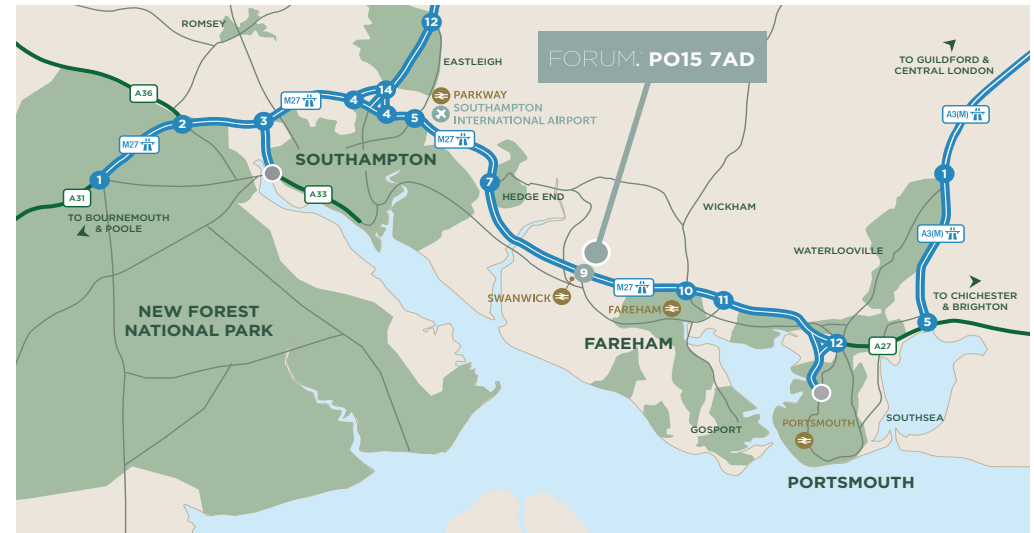 ROMSEY
12
EASTLEIGH
FORUM. PO15 7AD
TO GUILDFORD &
CENTRAL LONDON
A36
M27
4
14
PARKWAY
SOUTHAMPTON
INTERNATIONAL AIRPORT
A3(M)
2
3
4
5
M27
M27
SOUTHAMPTON
1
A31
A33
7
HEDGE END
1
TO BOURNEMOUTH
& POOLE
WICKHAM
A3(M)
WATERLOOVILLE
9
M27
10
11
SWANWICK
FAREHAM
TO CHICHESTER
& BRIGHTON
NEW FOREST
NATIONAL PARK
FAREHAM
12
A27
5
GOSPORT
PORTSMOUTH
SOUTHSEA
PORTSMOUTH